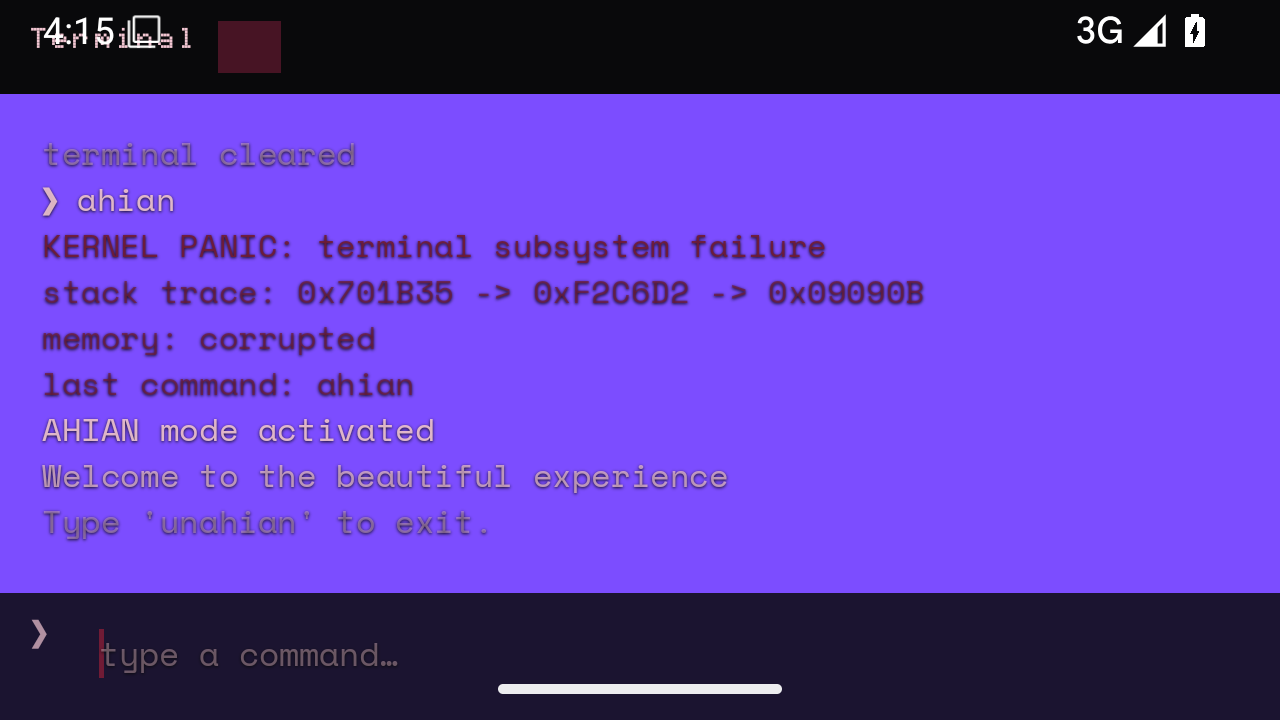 4:15
Terminal
3G
terminal cleared
❯ ahian
KERNEL PANIC: terminal subsystem failure
stack trace: 0x701B35 -> 0xF2C6D2 -> 0x09090B
memory: corrupted
last command: ahian
AHIAN mode activated
Welcome to the beautiful experience
Type 'unahian' to exit.
❯ type a command…